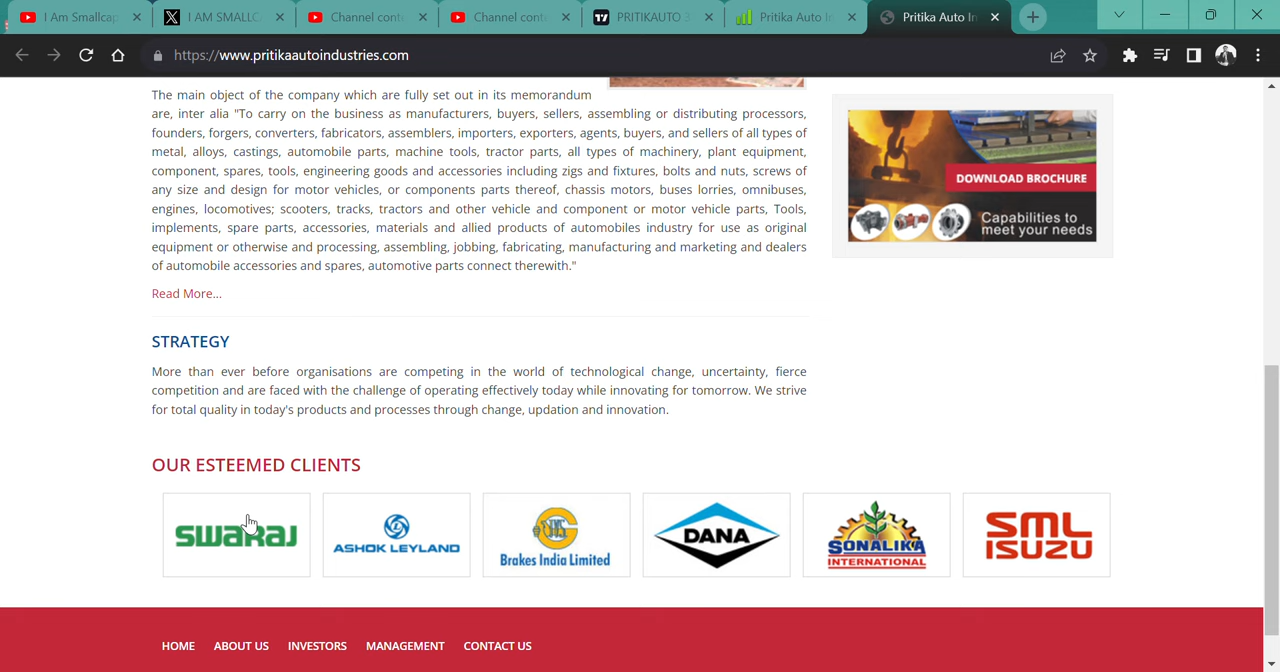 I Am Smallcap
I AM SMALLC
Channel cont
Channel cont
PRITIKAUTO 3
Pritika Auto In
Pritika Auto In
https://www.pritikaautoindustries.com
The main object of the company which are fully set out in its memorandum
are, inter alia "To carry on the business as manufacturers, buyers, sellers, assembling or distributing processors,
founders, forgers, converters, fabricators, assemblers, importers, exporters, agents, buyers, and sellers of all types of
metal, alloys, castings, automobile parts, machine tools, tractor parts, all types of machinery, plant equipment,
component, spares, tools, engineering goods and accessories including zigs and fixtures, bolts and nuts, screws of
any size and design for motor vehicles, or components parts thereof, chassis motors, buses lorries, omnibuses,
engines, locomotives; scooters, tracks, tractors and other vehicle and component or motor vehicle parts, Tools,
implements, spare parts, accessories, materials and allied products of automobiles industry for use as original
equipment or otherwise and processing, assembling, jobbing, fabricating, manufacturing and marketing and dealers
of automobile accessories and spares, automotive parts connect therewith."
Read More...
DOWNLOAD BROCHURE
Capabilities to
meet your needs
STRATEGY
More than ever before organisations are competing in the world of technological change, uncertainty, fierce
competition and are faced with the challenge of operating effectively today while innovating for tomorrow. We strive
for total quality in today's products and processes through change, updation and innovation.
OUR ESTEEMED CLIENTS
SWARAJ
ASHOK LEYLAND
Brakes India Limited
DANA
SONALIKA
INTERNATIONAL
SML
ISUZU
HOME ABOUT US INVESTORS MANAGEMENT CONTACT US